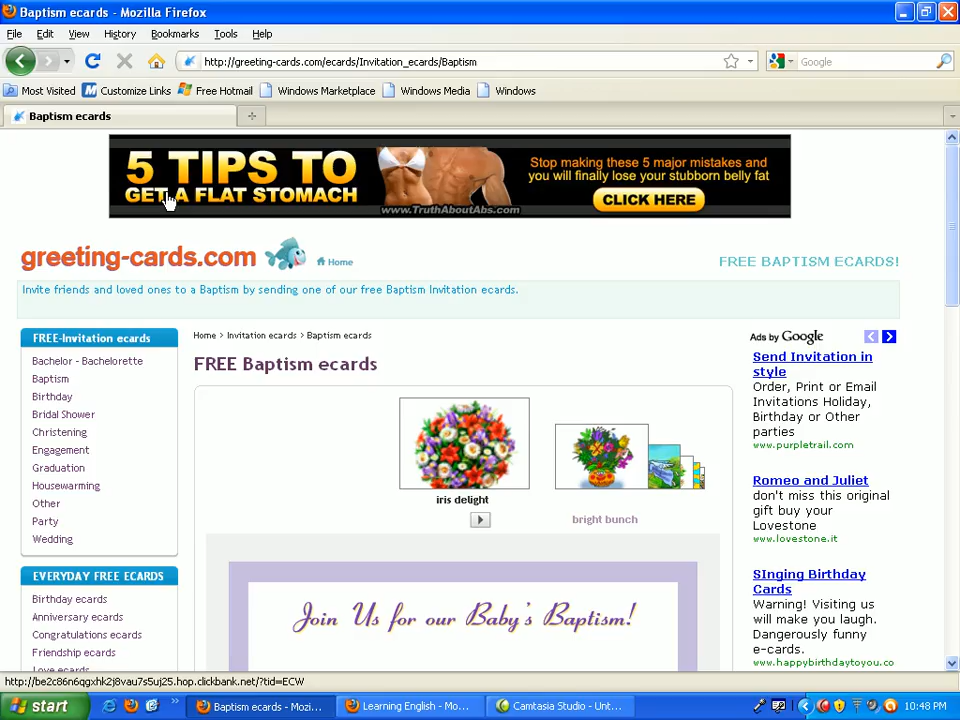 Baptism ecards - Mozilla Firefox
File Edit View History Bookmarks Tools Help
http://greeting-cards.com/ecards/Invitation_ecards/Baptism
Google
Most Visited Customize Links Free Hotmail Windows Marketplace Windows Media Windows
Baptism ecards
5 TIPS TO
GET A FLAT STOMACH
www.TruthAboutAbs.com
Stop making these 5 major mistakes and
you will finally lose your stubborn belly fat
CLICK HERE
greeting-cards.com
Home
FREE BAPTISM ECARDS!
Invite friends and loved ones to a Baptism by sending one of our free Baptism Invitation ecards.
FREE-Invitation ecards
Bachelor - Bachelorette
Baptism
Birthday
Bridal Shower
Christening
Engagement
Graduation
Housewarming
Other
Party
Wedding
EVERYDAY FREE ECARDS
Birthday ecards
Anniversary ecards
Congratulations ecards
Friendship ecards
Love ecards
Home > Invitation ecards > Baptism ecards
FREE Baptism ecards
iris delight
bright bunch
Join Us for our Baby's Baptism!
Ads by Google
Send Invitation in
style
Order, Print or Email
Invitations Holiday,
Birthday or Other
parties
www.purpletrail.com
Romeo and Juliet
don't miss this original
gift buy your
Lovestone
www.lovestone.it
SInging Birthday
Cards
Warning! Visiting us
will make you laugh.
Dangerously funny
e-cards.
www.happybirthdaytoyou.co
http://be2c86n6qgxhk2j8vau7s5uj25.hop.clickbank.net/?tid=ECW
start
Baptism ecards - Mozi...
Learning English - Mo...
Camtasia Studio - Unt...
10:48 PM